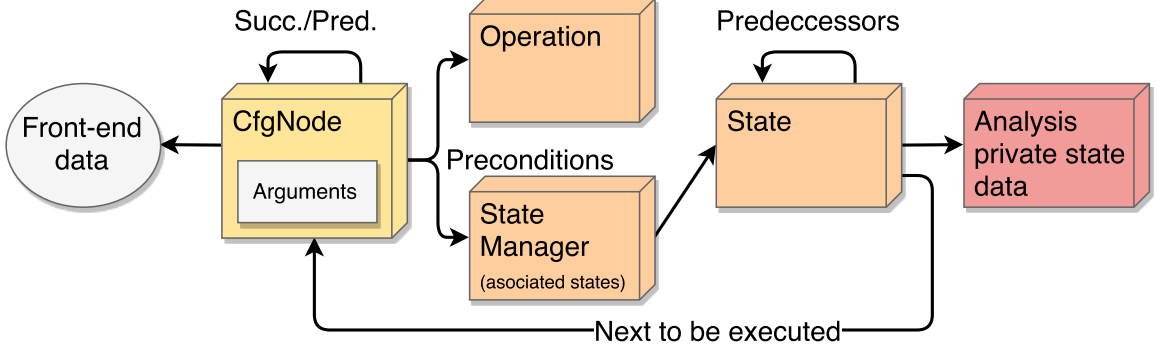 Succ./Pred.
Operation
Predeccessors
Front-end
data
CfgNode
Arguments
Preconditions
State
Manager
(asociated states)
State
Analysis
private state
data
Next to be executed